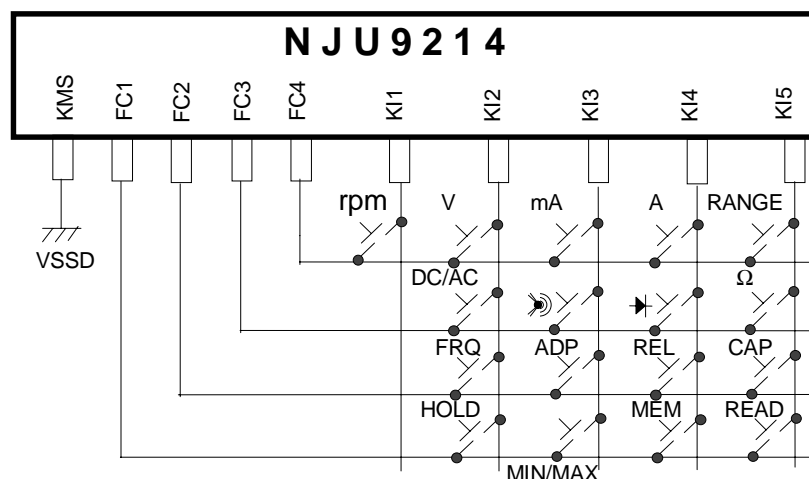 NJU9214
KMS FC1 FC2 FC3 FC4 KI1 KI2 KI3 KI4 KI5
rpm V mA A RANGE
VSSD
DC/AC Ω
FRQ ADP REL CAP
HOLD MEM READ
MIN/MAX